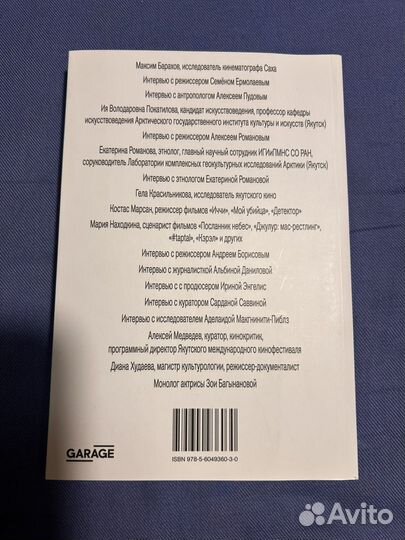 Максим Барахов, исследователь кинематографа Саха
Интервью с режиссером Семёном Ермолаевым
Интервью с антропологом Алексеем Пудовым
Ия Володаровна Покатилова, кандидат искусствоведения, профессор кафедры
искусствоведения Арктического государственного института культуры и искусств (Якутск)
Интервью с режиссером Алексеем Романовым
Екатерина Романова, этнолог, главный научный сотрудник ИГИиПМНС СО РАН,
соруководитель Лаборатории комплексных геокультурных исследований Арктики (Якутск)
Интервью с этнологом Екатериной Романовой
Гела Красильникова, исследователь якутского кино
Костас Марсан, режиссер фильмов «Иччи», «Мой убийца», «Детектор»
Мария Находкина, сценарист фильмов «Посланник небес», «Джулур: мас-рестлинг»,
«#taptal», «Кэрэл» и других
Интервью с режиссером Андреем Борисовым
Интервью с журналисткой Альбиной Даниловой
Интервью с с продюсером Ириной Энгелис
Интервью с куратором Сарданой Саввиной
Интервью с исследователем Аделаидой Макгинити-Пиблз
Алексей Медведев, куратор, кинокритик,
программный директор Якутского международного кинофестиваля
Диана Худаева, магистр культурологии, режиссер-документалист
Монолог актрисы Зои Багынановой
GARAGE
ISBN 978-5-6049360-3-0
Avito